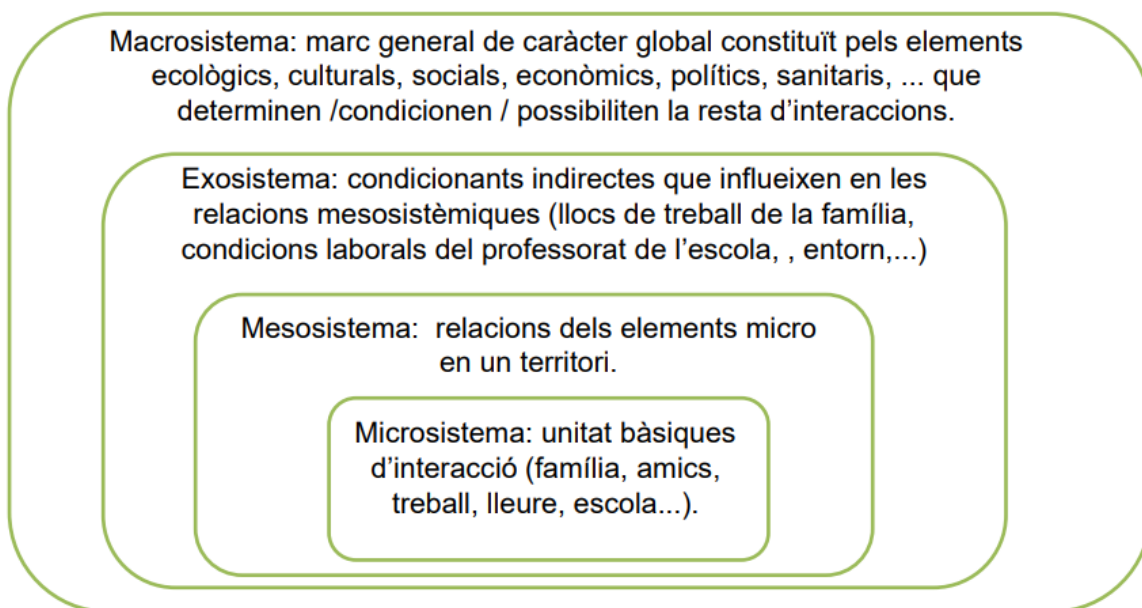 Macrosistema: marc general de caràcter global constituït pels elements
ecològics, culturals, socials, econòmics, polítics, sanitaris, ... que
determinen /condicionen / possibiliten la resta d’interaccions.
Exosistema: condicionants indirectes que influeixen en les
relacions mesosistèmiques (llocs de treball de la família,
condicions laborals del professorat de l’escola, , entorn,...)
Mesosistema:  relacions dels elements micro
en un territori.
Microsistema: unitat bàsiques
d’interacció (família, amics,
treball, lleure, escola...).